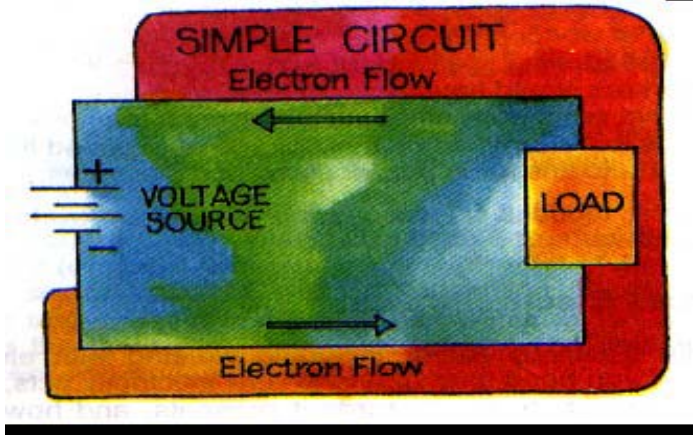 SIMPLE CIRCUIT
Electron Flow
+
VOLTAGE
SOURCE
−
LOAD
Electron Flow